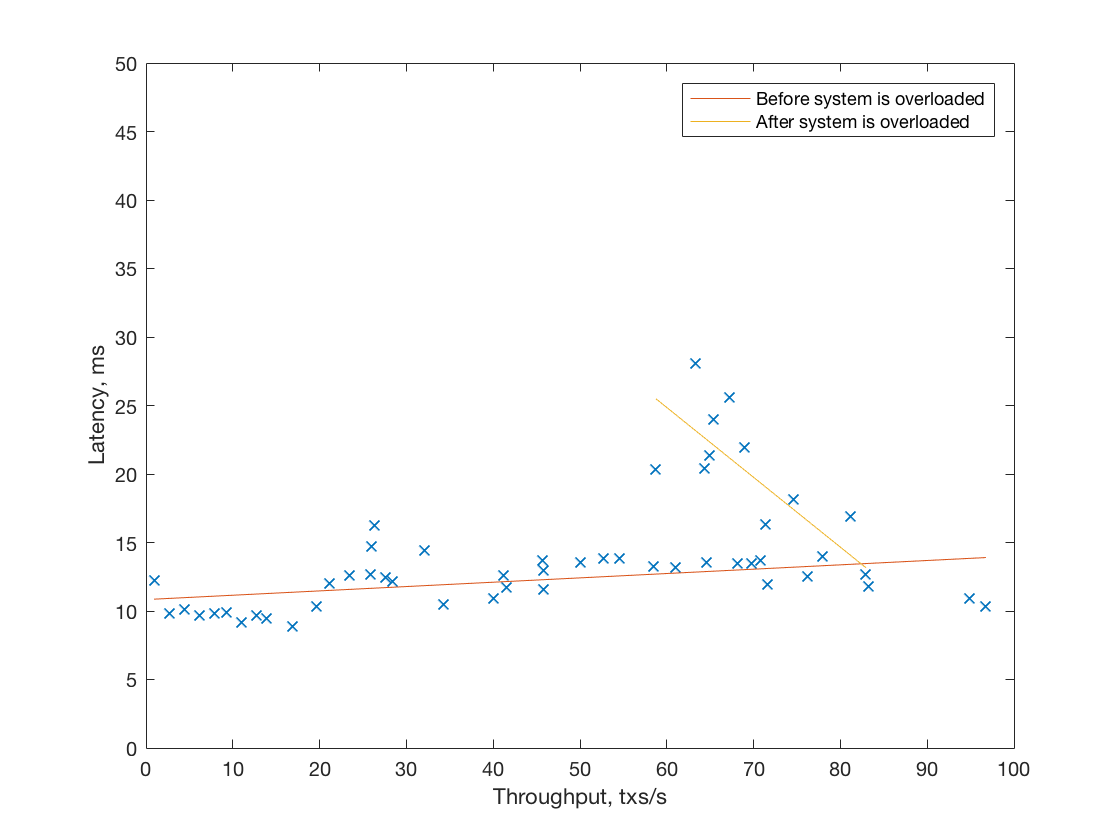 50
45
40
35
30
25
20
15
10
5
0
Latency, ms
Before system is overloaded
After system is overloaded
0 10 20 30 40 50 60 70 80 90 100
Throughput, txs/s